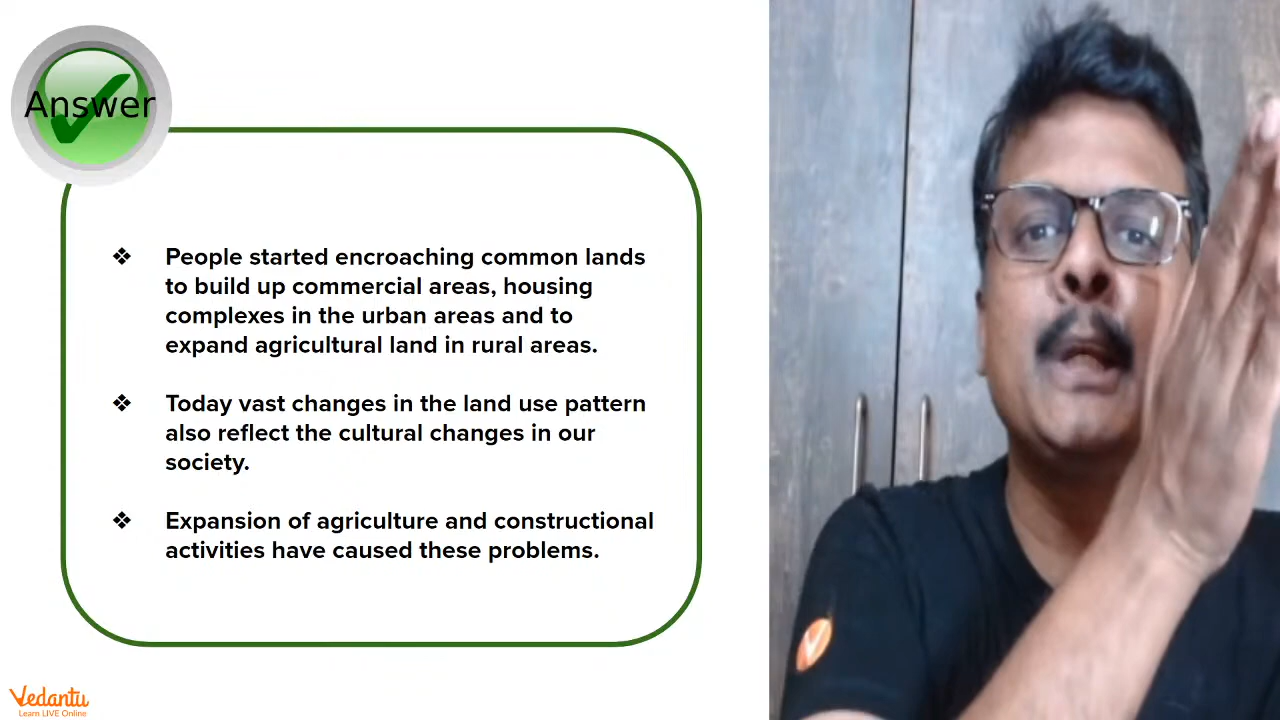 Answer
❖ People started encroaching common lands
to build up commercial areas, housing
complexes in the urban areas and to
expand agricultural land in rural areas.
❖ Today vast changes in the land use pattern
also reflect the cultural changes in our
society.
❖ Expansion of agriculture and constructional
activities have caused these problems.
Vedantu
Learn LIVE Online